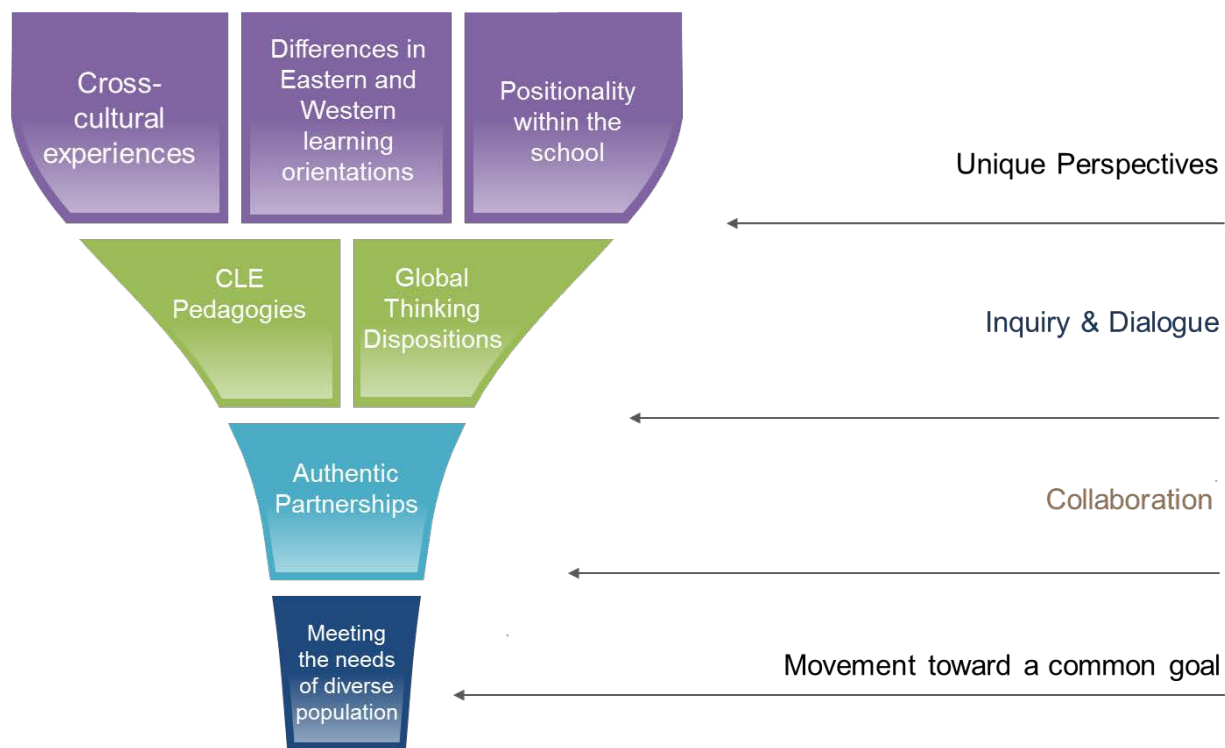 Cross-
cultural
experiences
Differences in
Eastern and
Western
learning
orientations
Positionality
within the
school
Unique Perspectives
CLE
Pedagogies
Global
Thinking
Dispositions
Inquiry & Dialogue
Authentic
Partnerships
Collaboration
Meeting
the needs
of diverse
population
Movement toward a common goal